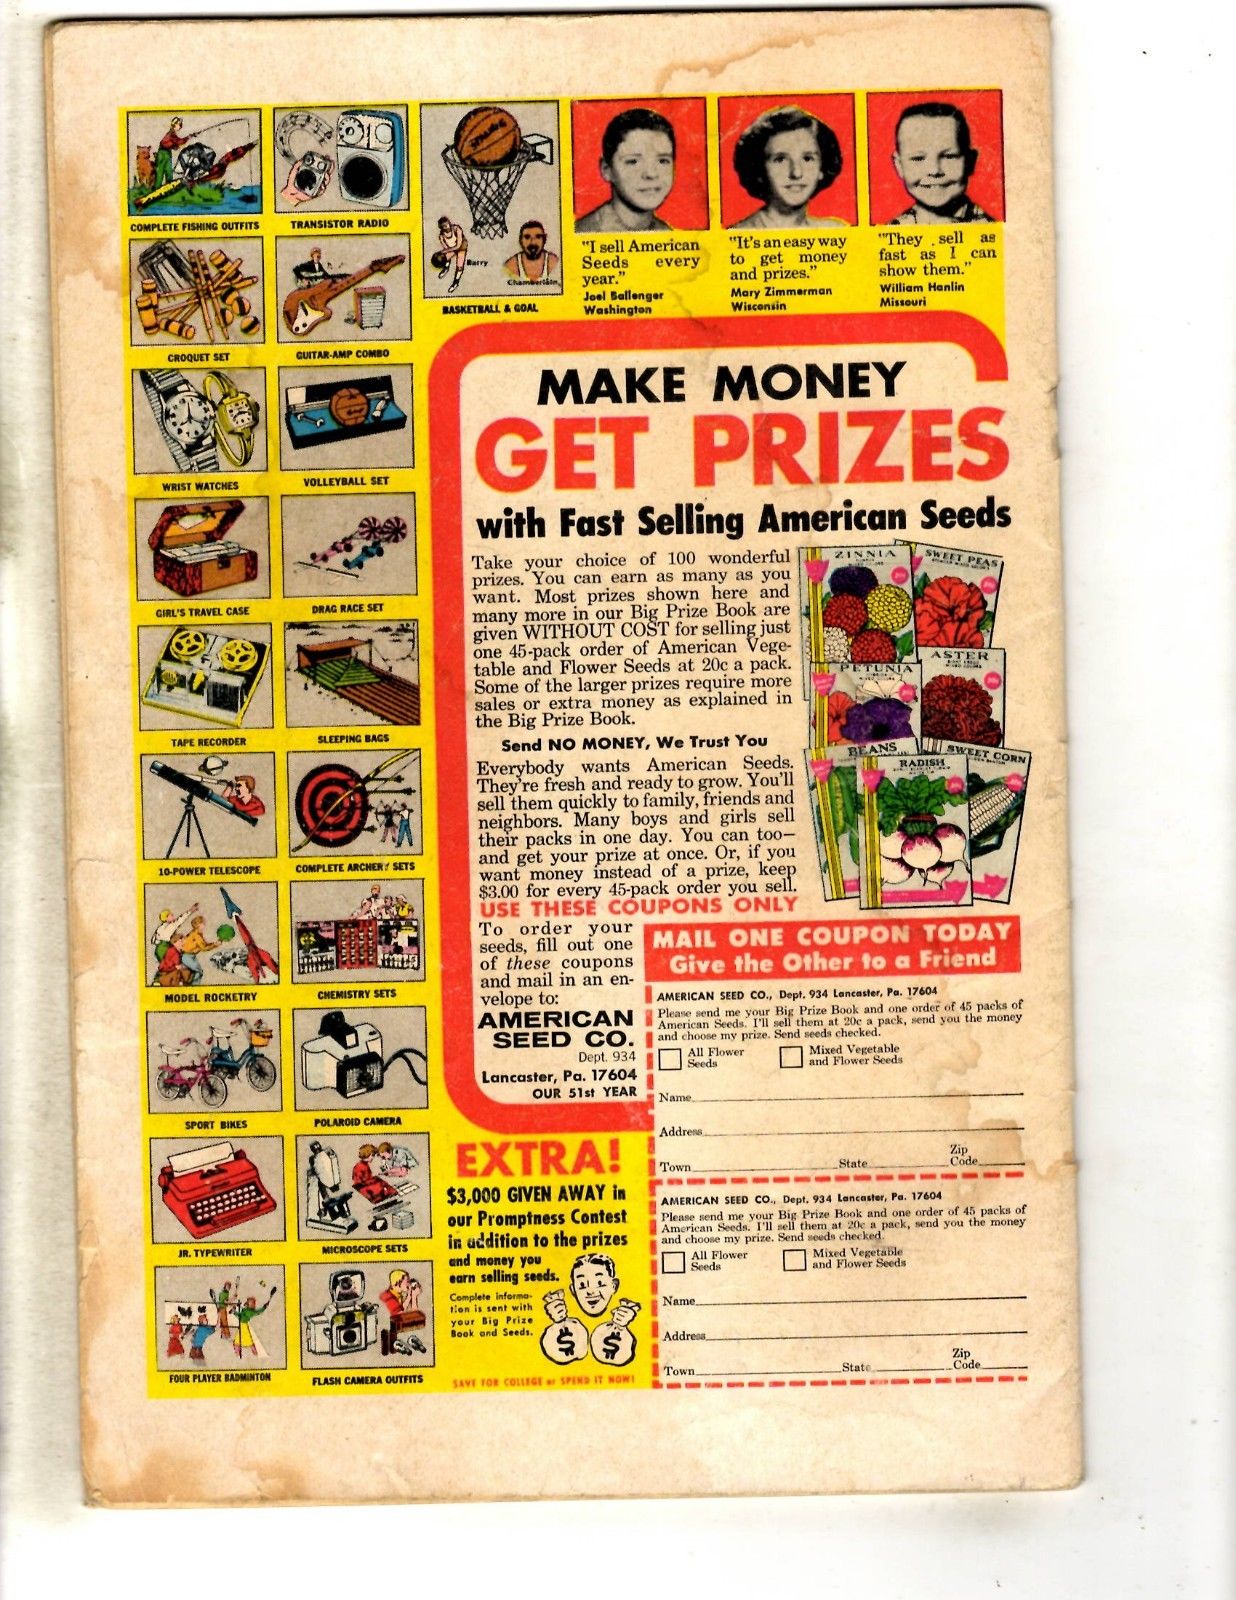 COMPLETE FISHING OUTFITS
TRANSISTOR RADIO
SPALDING
Barry
Chamberlain
BASKETBALL & GOAL
"I sell American
Seeds every
year."
Joel Ballenger
Washington
"It's an easy way
to get money
and prizes."
Mary Zimmerman
Wisconsin
"They sell as
fast as I can
show them."
William Hanlin
Missouri
CROQUET SET
GUITAR-AMP COMBO
WRIST WATCHES
VOLLEYBALL SET
GIRL'S TRAVEL CASE
DRAG RACE SET
TAPE RECORDER
SLEEPING BAGS
10-POWER TELESCOPE
COMPLETE ARCHERY SETS
MODEL ROCKETRY
CHEMISTRY SETS
SPORT BIKES
POLAROID CAMERA
JR. TYPEWRITER
MICROSCOPE SETS
FOUR PLAYER BADMINTON
FLASH CAMERA OUTFITS
MAKE MONEY
GET PRIZES
with Fast Selling American Seeds
Take your choice of 100 wonderful
prizes. You can earn as many as you
want. Most prizes shown here and
many more in our Big Prize Book are
given WITHOUT COST for selling just
one 45-pack order of American Vege-
table and Flower Seeds at 20c a pack.
Some of the larger prizes require more
sales or extra money as explained in
the Big Prize Book.
Send NO MONEY, We Trust You
Everybody wants American Seeds.
They're fresh and ready to grow. You'll
sell them quickly to family, friends and
neighbors. Many boys and girls sell
their packs in one day. You can too—
and get your prize at once. Or, if you
want money instead of a prize, keep
$3.00 for every 45-pack order you sell.
USE THESE COUPONS ONLY
ZINNIA
SWEET PEAS
PETUNIA
ASTER
BEANS
SWEET CORN
RADISH
To order your
seeds, fill out one
of these coupons
and mail in an en-
velope to:
AMERICAN
SEED CO.
Dept. 934
Lancaster, Pa. 17604
OUR 51st YEAR
MAIL ONE COUPON TODAY
Give the Other to a Friend
AMERICAN SEED CO., Dept. 934 Lancaster, Pa. 17604
Please send me your Big Prize Book and one order of 45 packs of
American Seeds. I'll sell them at 20c a pack, send you the money
and choose my prize. Send seeds checked.
All Flower
Seeds
Mixed Vegetable
and Flower Seeds
Name
Address
Town State Zip Code
AMERICAN SEED CO., Dept. 934 Lancaster, Pa. 17604
Please send me your Big Prize Book and one order of 45 packs of
American Seeds. I'll sell them at 20c a pack, send you the money
and choose my prize. Send seeds checked.
All Flower
Seeds
Mixed Vegetable
and Flower Seeds
Name
Address
Town State Zip Code
EXTRA!
$3,000 GIVEN AWAY in
our Promptness Contest
in addition to the prizes
and money you
earn selling seeds.
Complete informa-
tion is sent with
your Big Prize
Book and Seeds.
$ $
SAVE FOR COLLEGE or SPEND IT NOW!